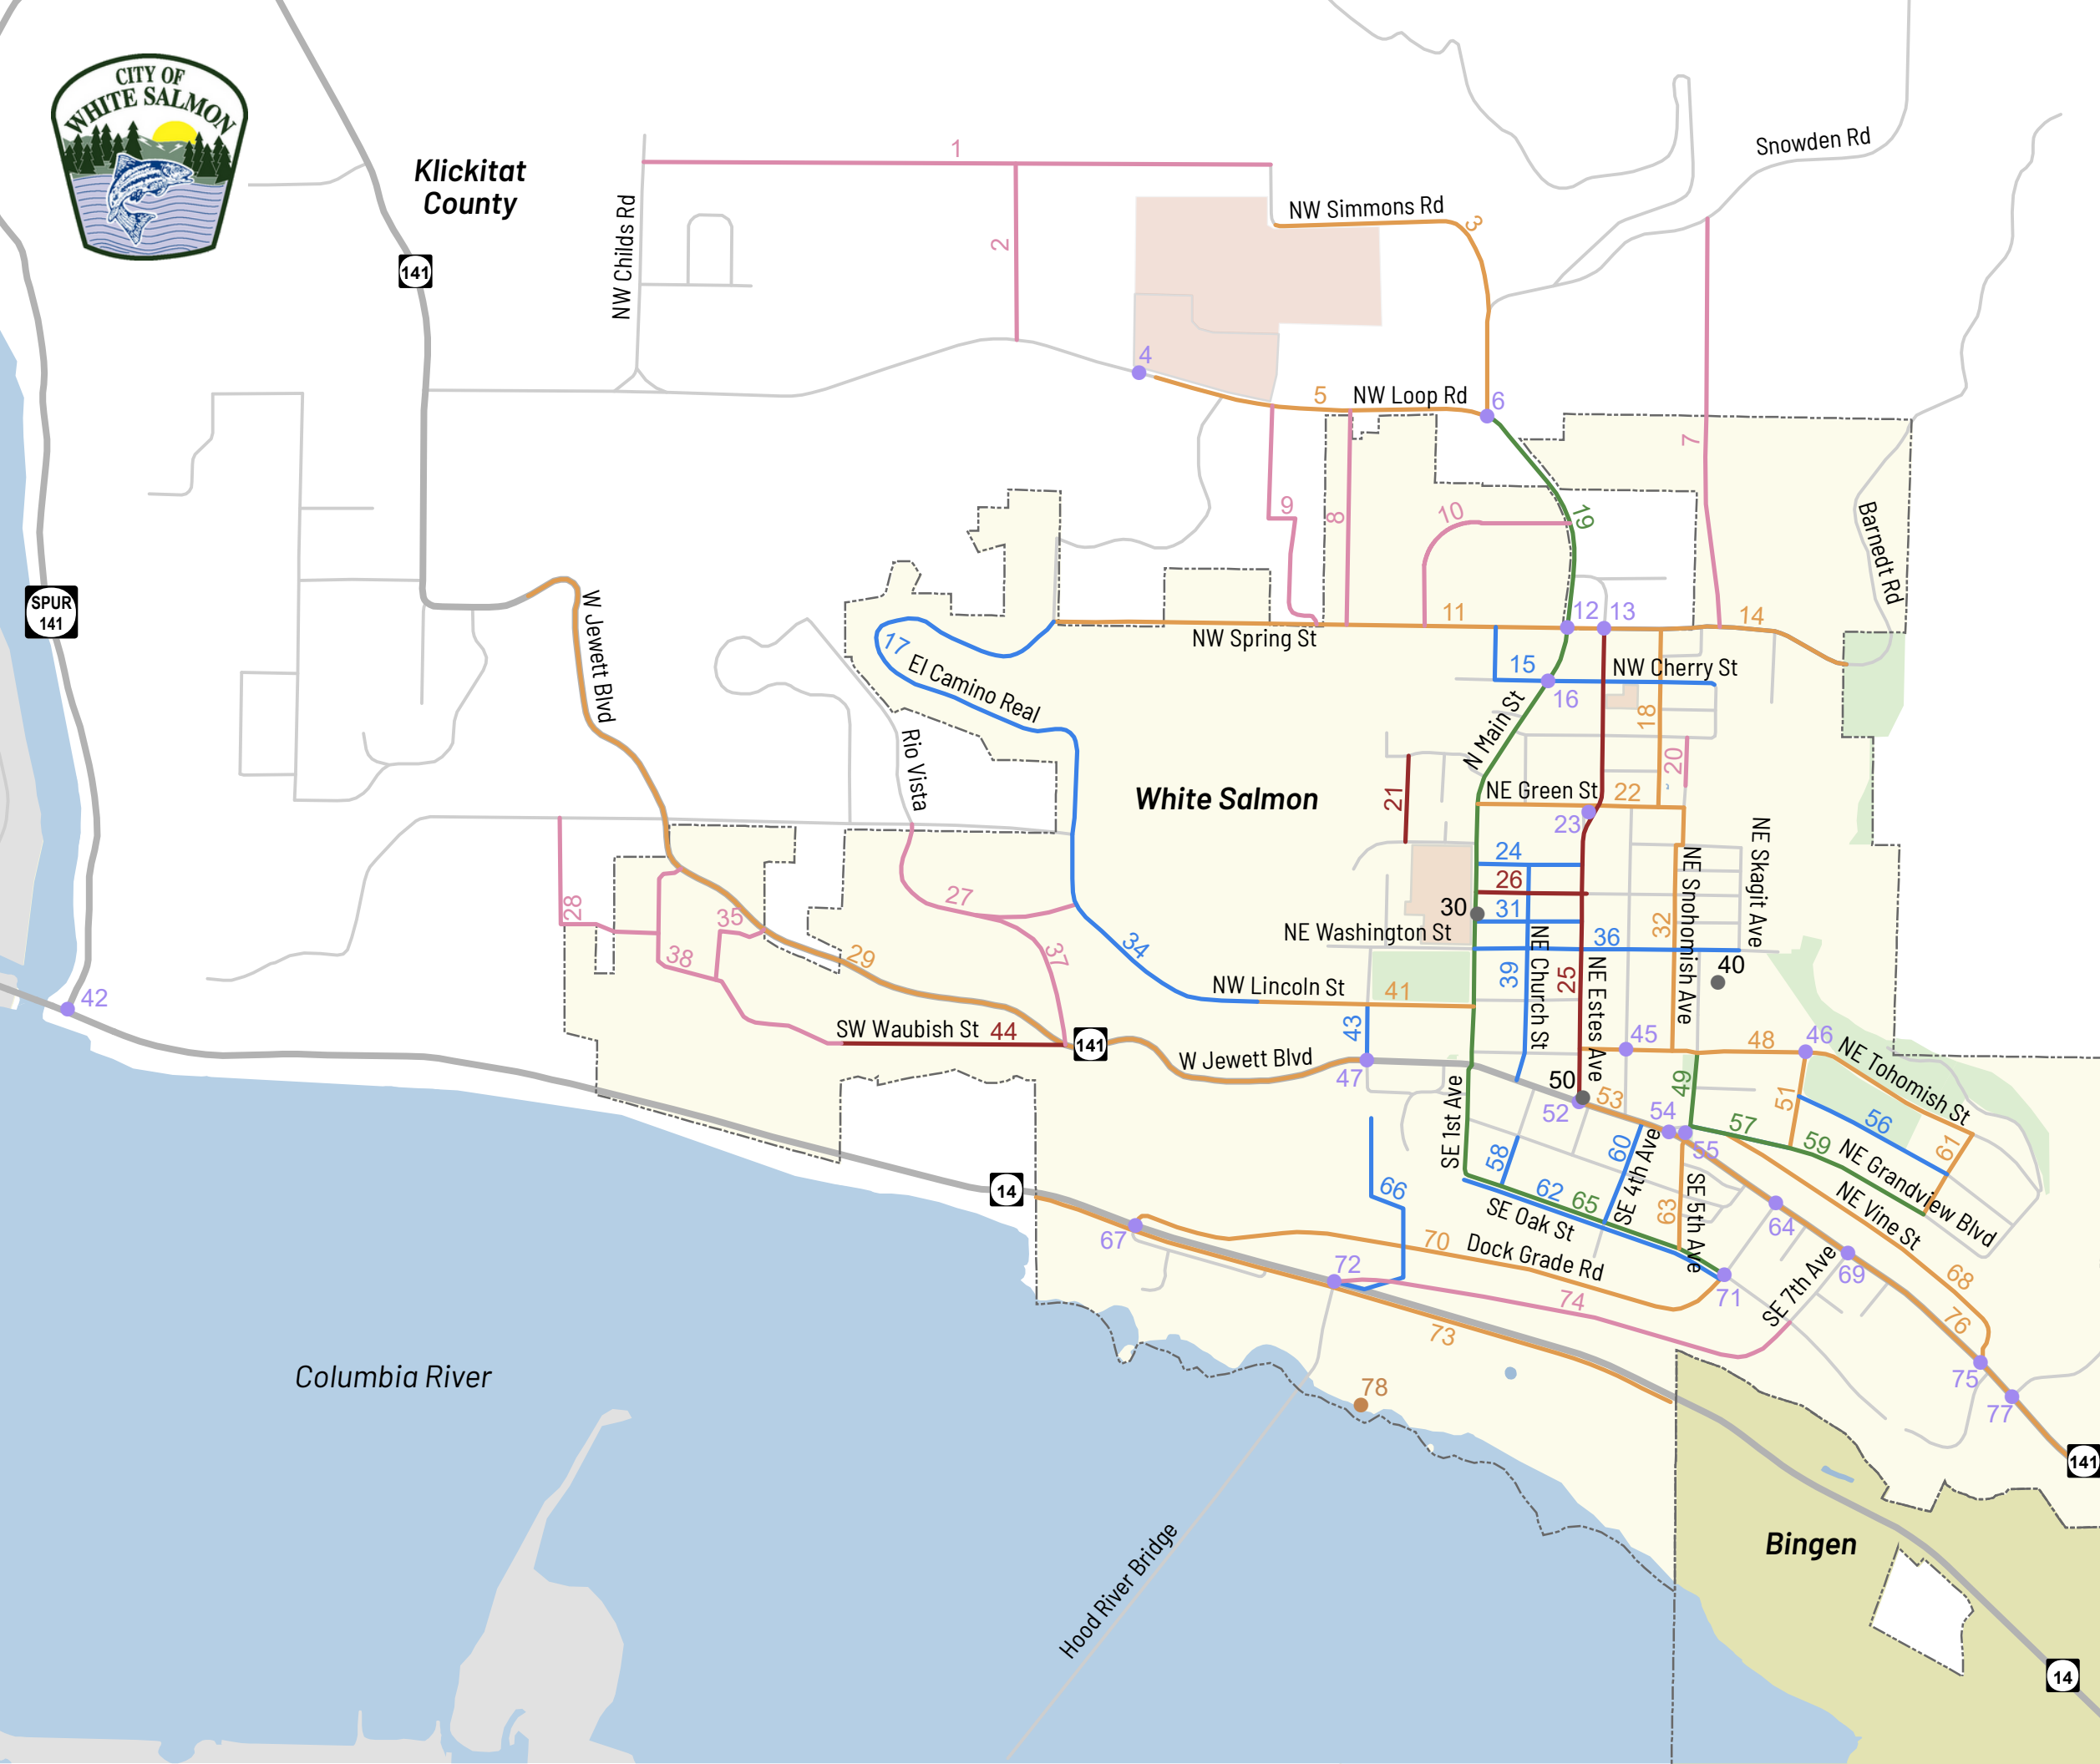 CITY OF
WHITE SALMON
Klickitat
County
141
NW Childs Rd
1
2
NW Simmons Rd
3
Snowden Rd
4
5
NW Loop Rd
6
7
8
9
10
19
Barnedt Rd
SPUR
141
W Jewett Blvd
17
El Camino Real
Rio Vista
NW Spring St
11
12
13
14
15
NW Cherry St
16
18
N Main St
20
White Salmon
21
NE Green St
22
23
24
26
30
31
NE Washington St
36
32
NE Snohomish Ave
NE Skagit Ave
40
39
NE Church St
25
NE Estes Ave
27
28
35
38
29
37
34
NW Lincoln St
41
42
SW Waubish St
44
141
W Jewett Blvd
43
47
45
48
46
NE Tohomish St
49
50
52
53
54
55
51
56
57
59
61
NE Grandview Blvd
NE Vine St
SE 1st Ave
58
60
SE 4th Ave
62
65
SE Oak St
63
SE 5th Ave
64
66
14
67
70
Dock Grade Rd
72
71
69
SE 7th Ave
68
74
73
76
75
77
78
141
Columbia River
Hood River Bridge
Bingen
14